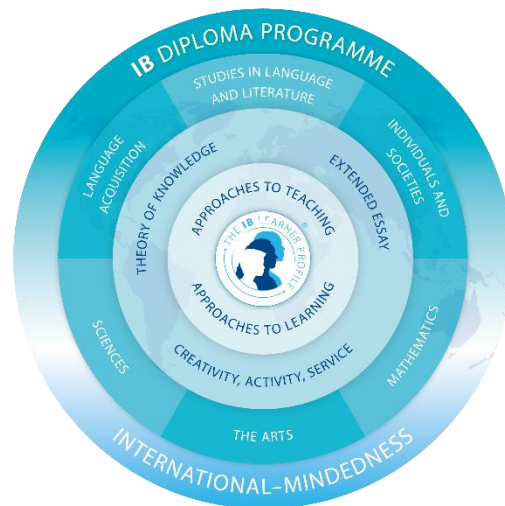 IB DIPLOMA PROGRAMME
STUDIES IN LANGUAGE
AND LITERATURE
LANGUAGE
ACQUISITION
INDIVIDUALS AND
SOCIETIES
THEORY OF KNOWLEDGE
EXTENDED ESSAY
APPROACHES TO TEACHING
THE IB LEARNER PROFILE
©
APPROACHES TO LEARNING
CREATIVITY, ACTIVITY, SERVICE
SCIENCES
MATHEMATICS
THE ARTS
INTERNATIONAL–MINDEDNESS